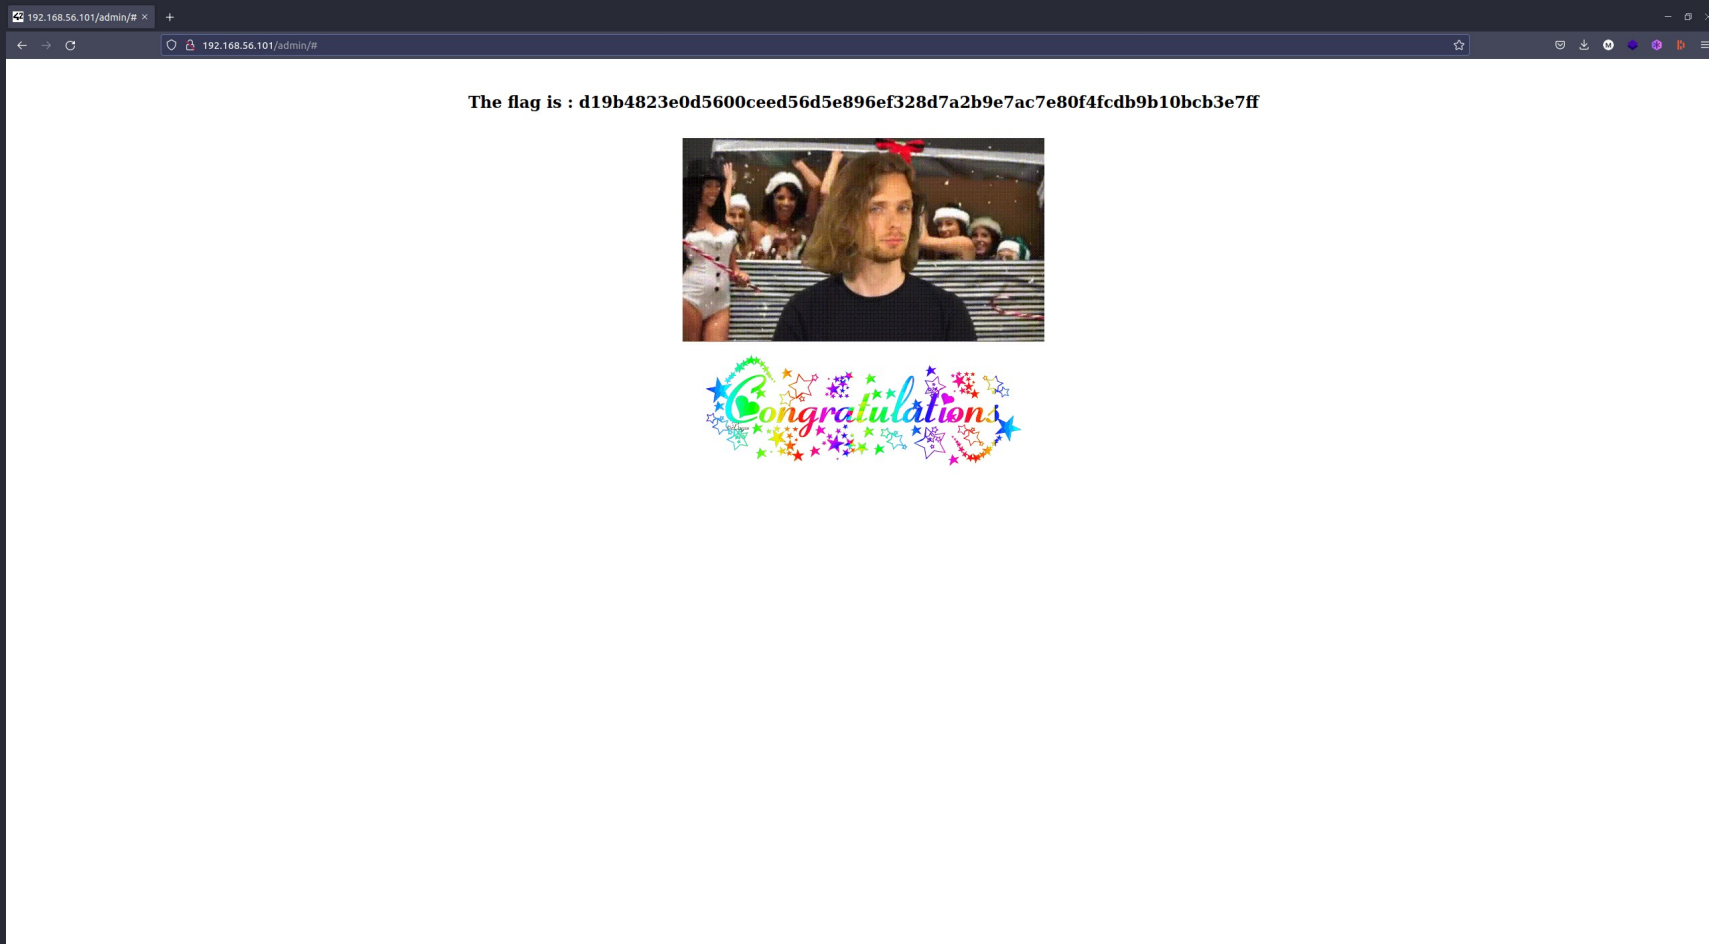 192.168.56.101/admin/#
192.168.56.101/admin/#
The flag is : d19b4823e0d5600ceed56d5e896ef328d7a2b9e7ac7e80f4fcdb9b10bcb3e7ff
Congratulations